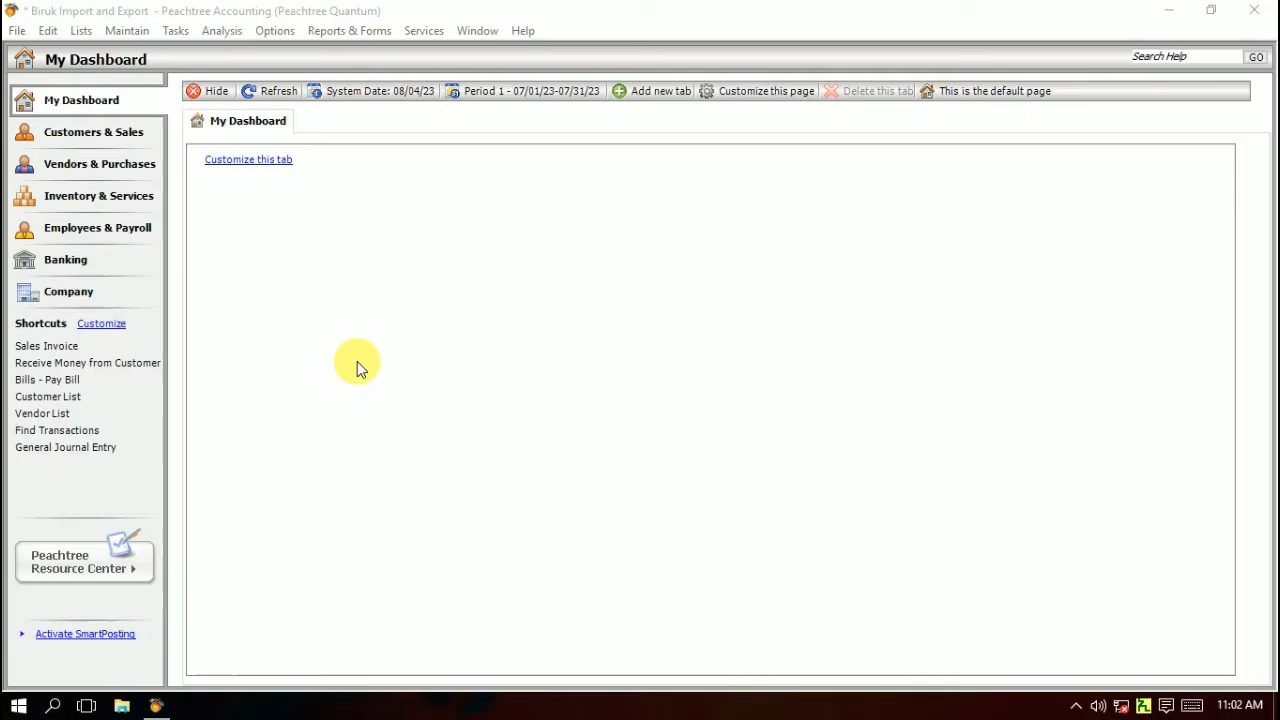 * Biruk Import and Export - Peachtree Accounting (Peachtree Quantum)
File Edit Lists Maintain Tasks Analysis Options Reports & Forms Services Window Help
My Dashboard
Search Help GO
Hide Refresh System Date: 08/04/23 Period 1 - 07/01/23-07/31/23 Add new tab Customize this page Delete this tab This is the default page
My Dashboard
Customize this tab
My Dashboard
Customers & Sales
Vendors & Purchases
Inventory & Services
Employees & Payroll
Banking
Company
Shortcuts Customize
Sales Invoice
Receive Money from Customer
Bills - Pay Bill
Customer List
Vendor List
Find Transactions
General Journal Entry
Peachtree
Resource Center
Activate SmartPosting
11:02 AM